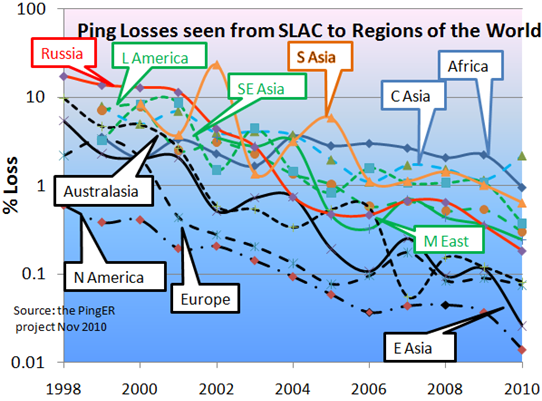 Ping Losses seen from SLAC to Regions of the World
100
10
1
0.1
0.01
% Loss
Russia
L America
S Asia
Africa
SE Asia
C Asia
Australasia
M East
N America
Europe
E Asia
Source: the PingER
project Nov 2010
1998
2000
2002
2004
2006
2008
2010